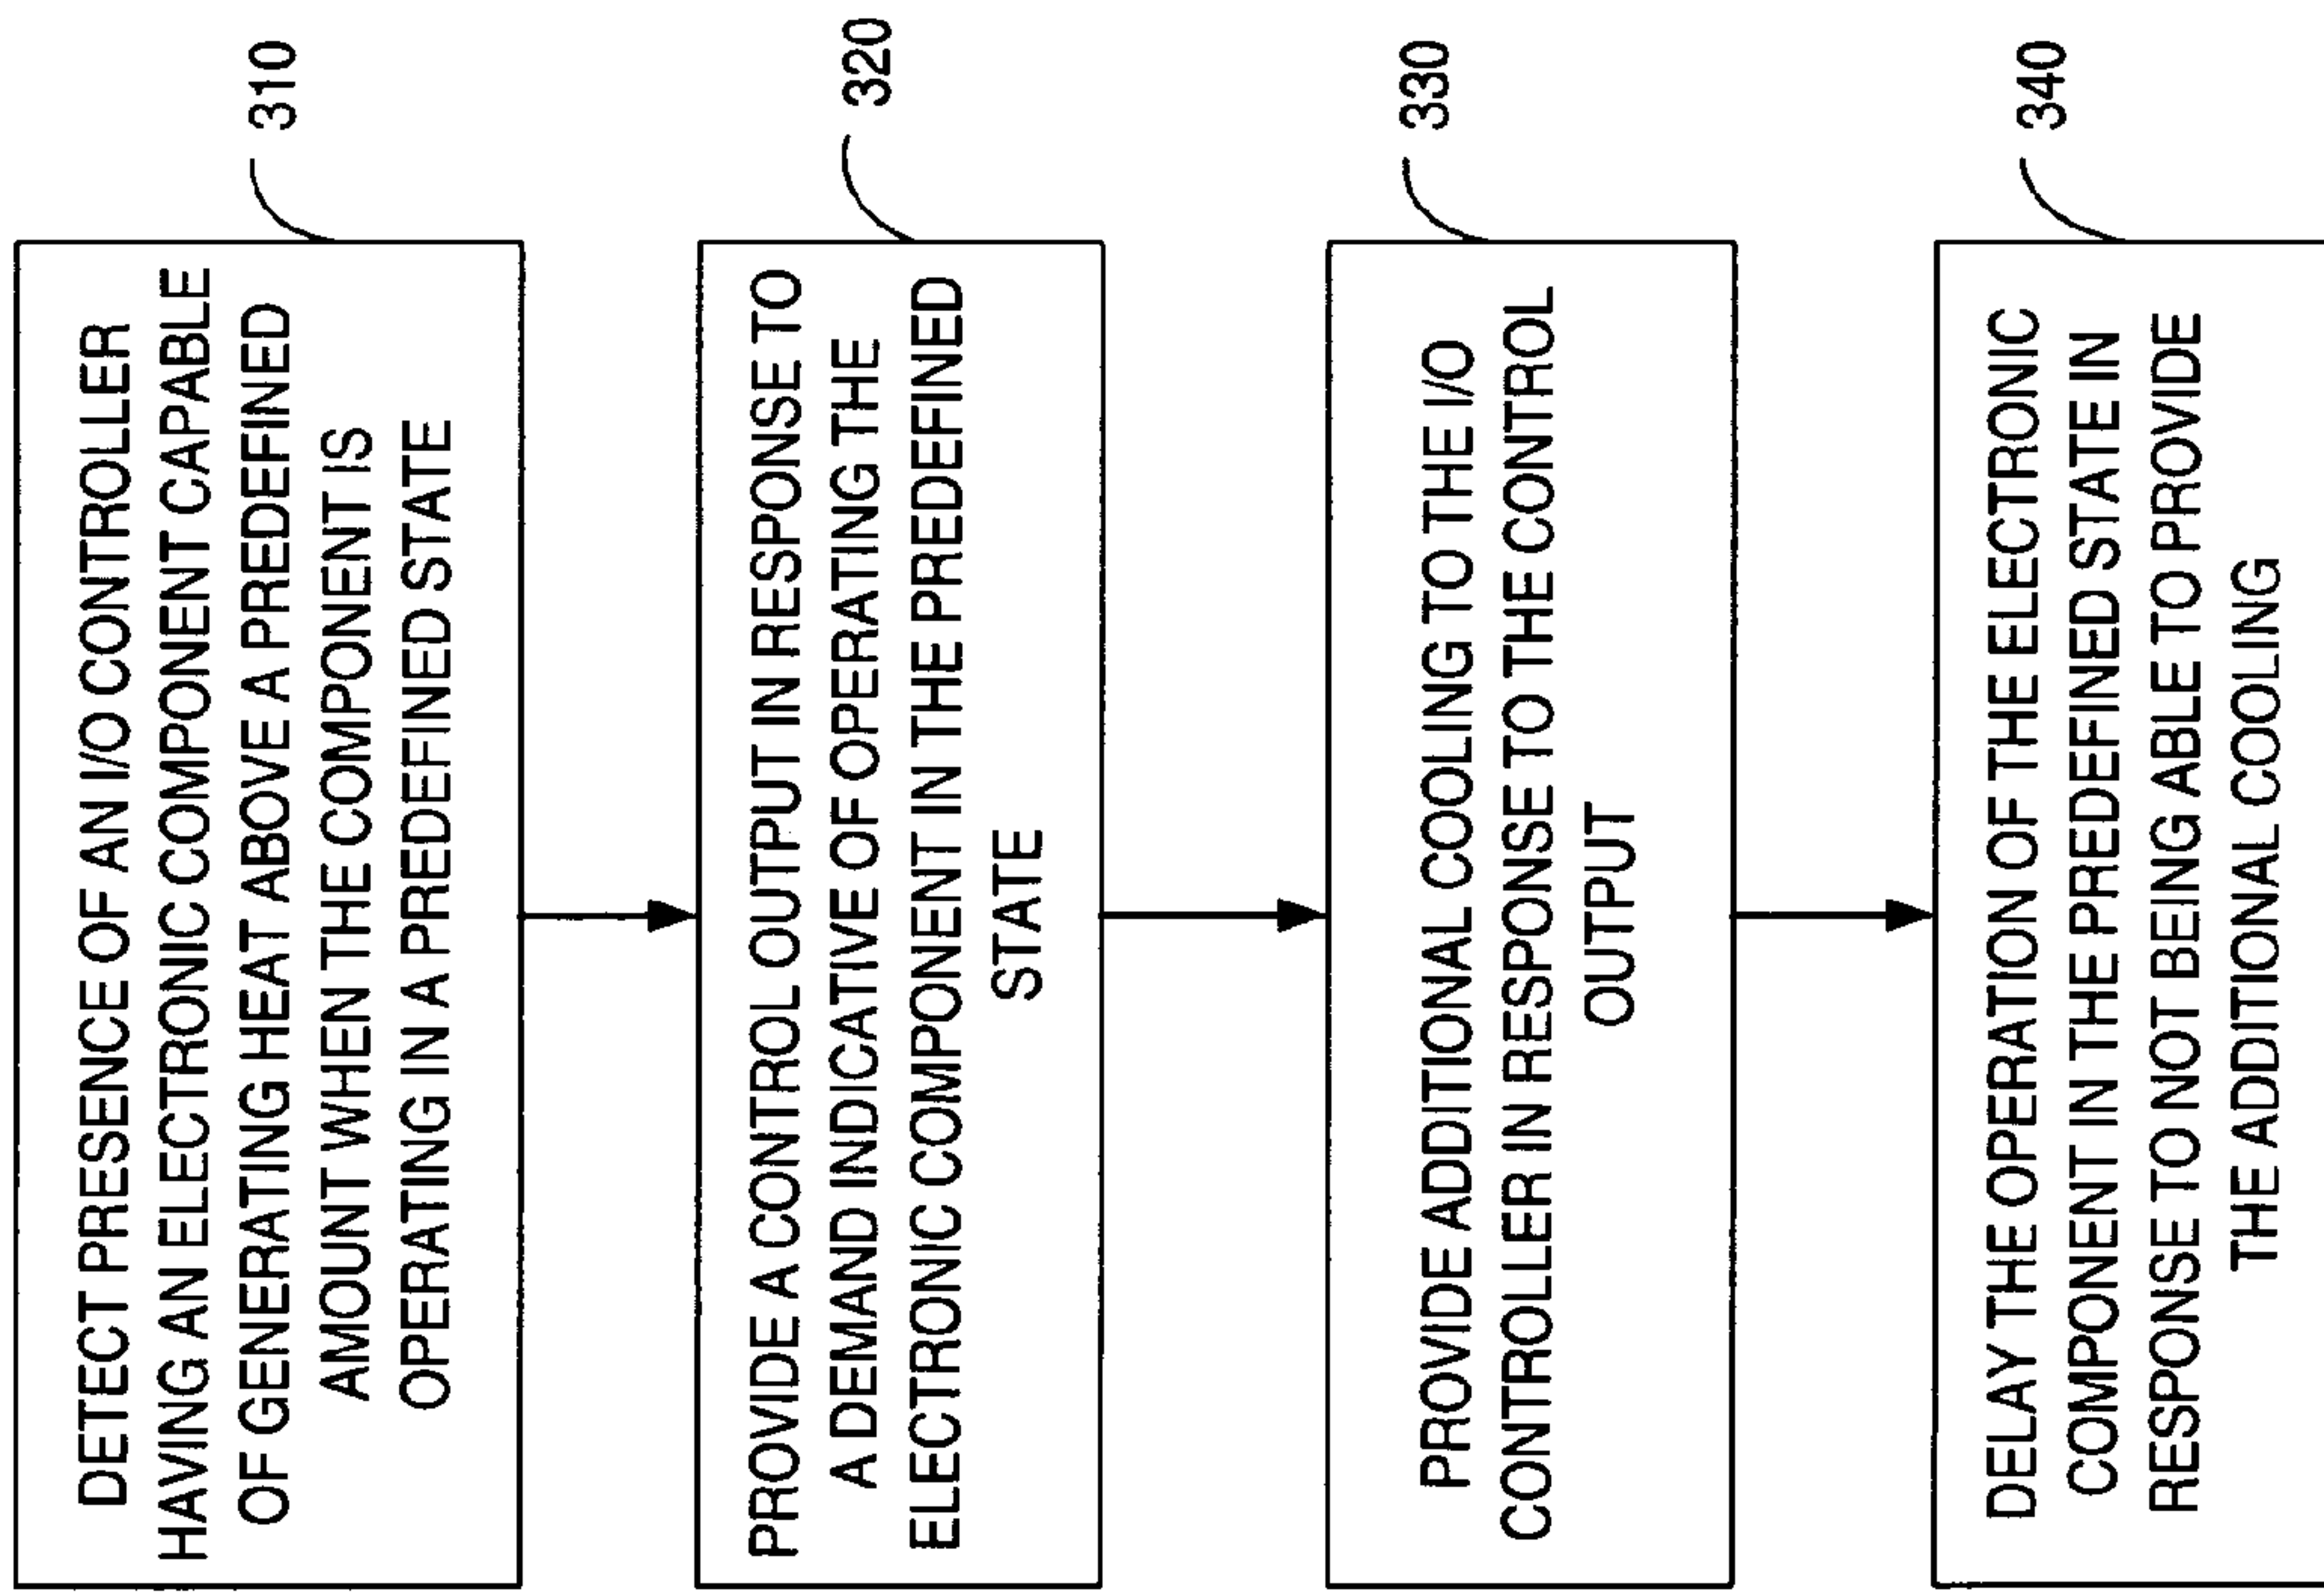 DETECT PRESENCE OF AN I/O CONTROLLER
HAVING AN ELECTRONIC COMPONENT CAPABLE
OF GENERATING HEAT ABOVE A PREDEFINED
AMOUNT WHEN THE COMPONENT IS
OPERATING IN A PREDEFINED STATE
310
PROVIDE A CONTROL OUTPUT IN RESPONSE TO
A DEMAND INDICATIVE OF OPERATING THE
ELECTRONIC COMPONENT IN THE PREDEFINED
STATE
320
PROVIDE ADDITIONAL COOLING TO THE I/O
CONTROLLER IN RESPONSE TO THE CONTROL
OUTPUT
330
DELAY THE OPERATION OF THE ELECTRONIC
COMPONENT IN THE PREDEFINED STATE IN
RESPONSE TO NOT BEING ABLE TO PROVIDE
THE ADDITIONAL COOLING
340